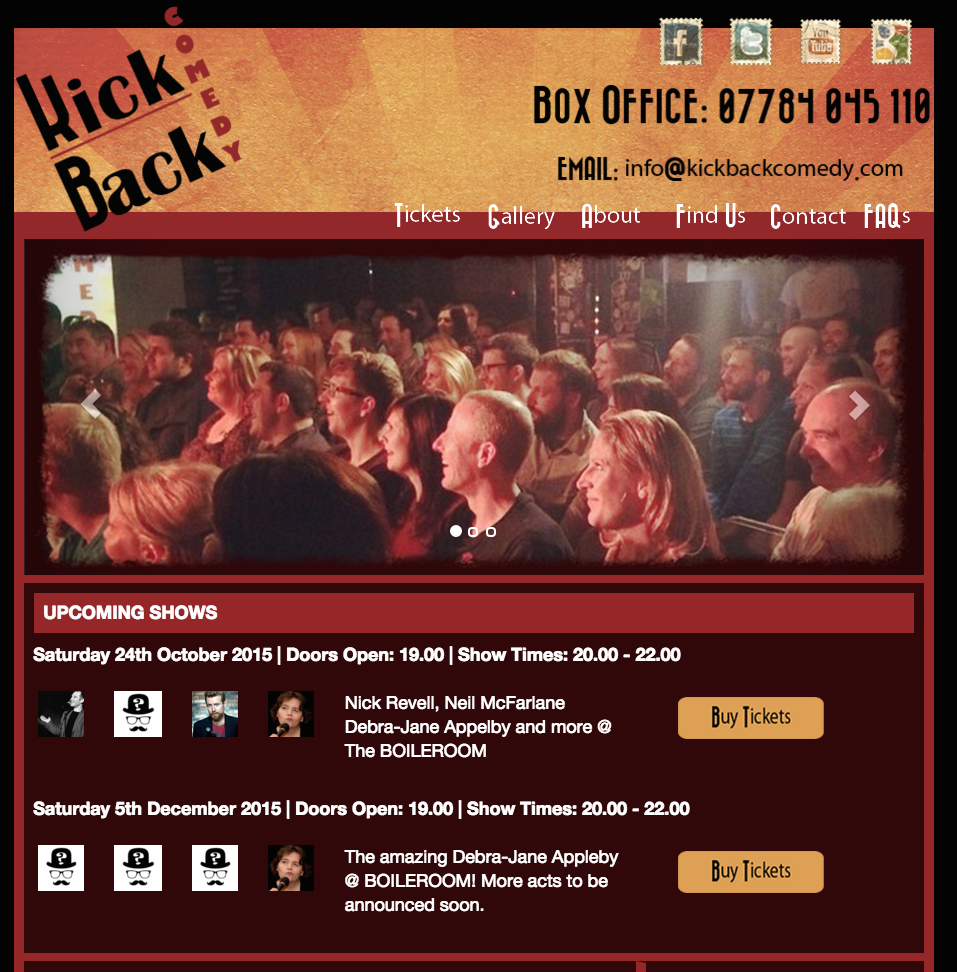 Kick
Back
COMEDY
f
t
You
Tube
g
Box Office: 07784 045 110
EMAIL: info@kickbackcomedy.com
Tickets Gallery About Find Us Contact FAQs
MED
UPCOMING SHOWS
Saturday 24th October 2015 | Doors Open: 19.00 | Show Times: 20.00 - 22.00
?
Nick Revell, Neil McFarlane
Debra-Jane Appelby and more @
The BOILEROOM
Buy Tickets
Saturday 5th December 2015 | Doors Open: 19.00 | Show Times: 20.00 - 22.00
? ? ?
The amazing Debra-Jane Appleby
@ BOILEROOM! More acts to be
announced soon.
Buy Tickets